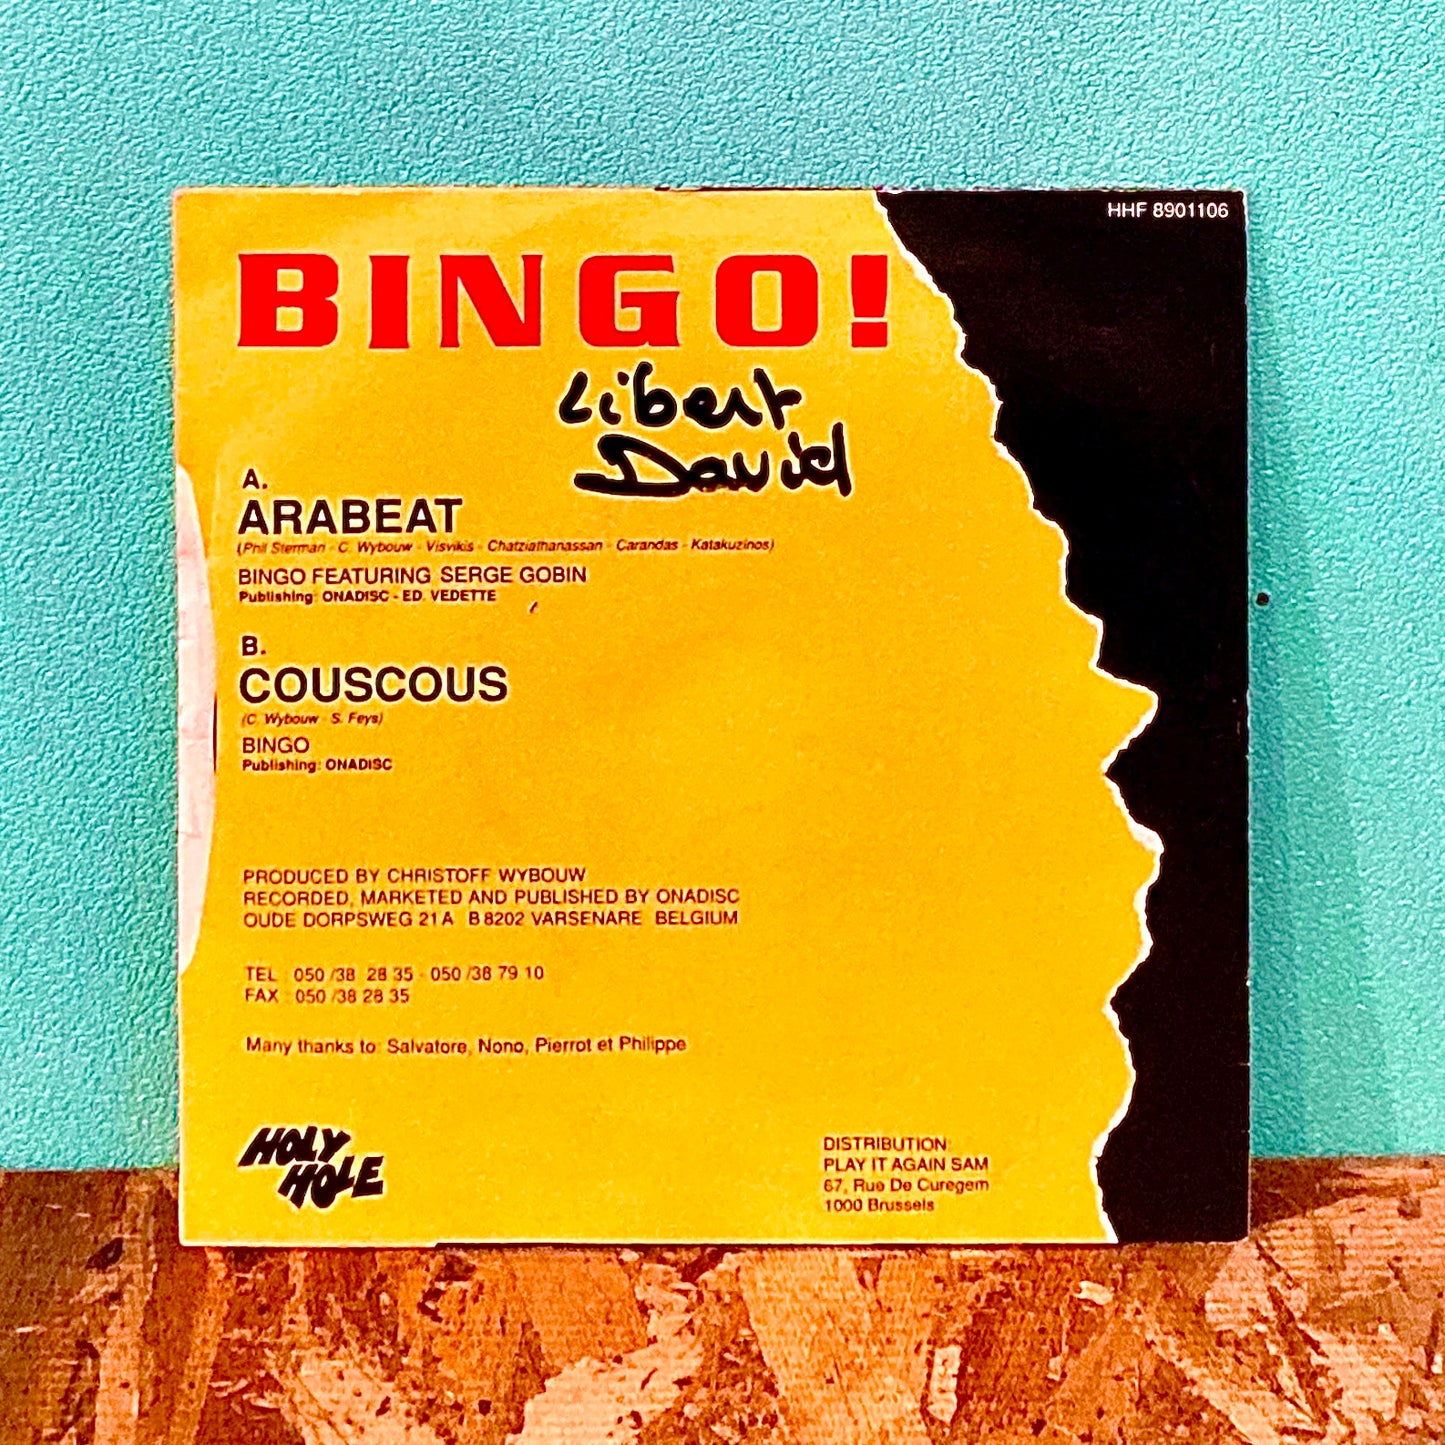 HHF 8901106
BINGO!
Libert
David
A.
ARABEAT
(Phil Sterman - C. Wybouw - Visvikis - Chatziathanassan - Carandas - Katakuzinos)
BINGO FEATURING SERGE GOBIN
Publishing: ONADISC - ED. VEDETTE
B.
COUSCOUS
(C. Wybouw - S. Feys)
BINGO
Publishing: ONADISC
PRODUCED BY CHRISTOFF WYBOUW
RECORDED, MARKETED AND PUBLISHED BY ONADISC
OUDE DORPSWEG 21 A B 8202 VARSENARE BELGIUM
TEL : 050 /38 28 35 - 050 /38 79 10
FAX : 050 /38 28 35
Many thanks to: Salvatore, Nono, Pierrot et Philippe
HOLY
HOLE
DISTRIBUTION:
PLAY IT AGAIN SAM
67, Rue De Curegem
1000 Brussels